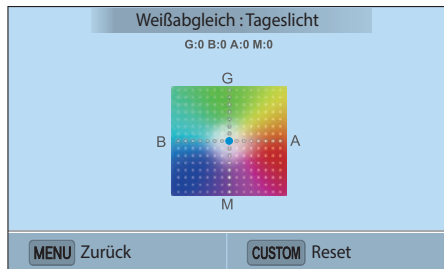 Weißabgleich : Tageslicht
G:0 B:0 A:0 M:0
G
B A
M
MENU Zurück CUSTOM Reset